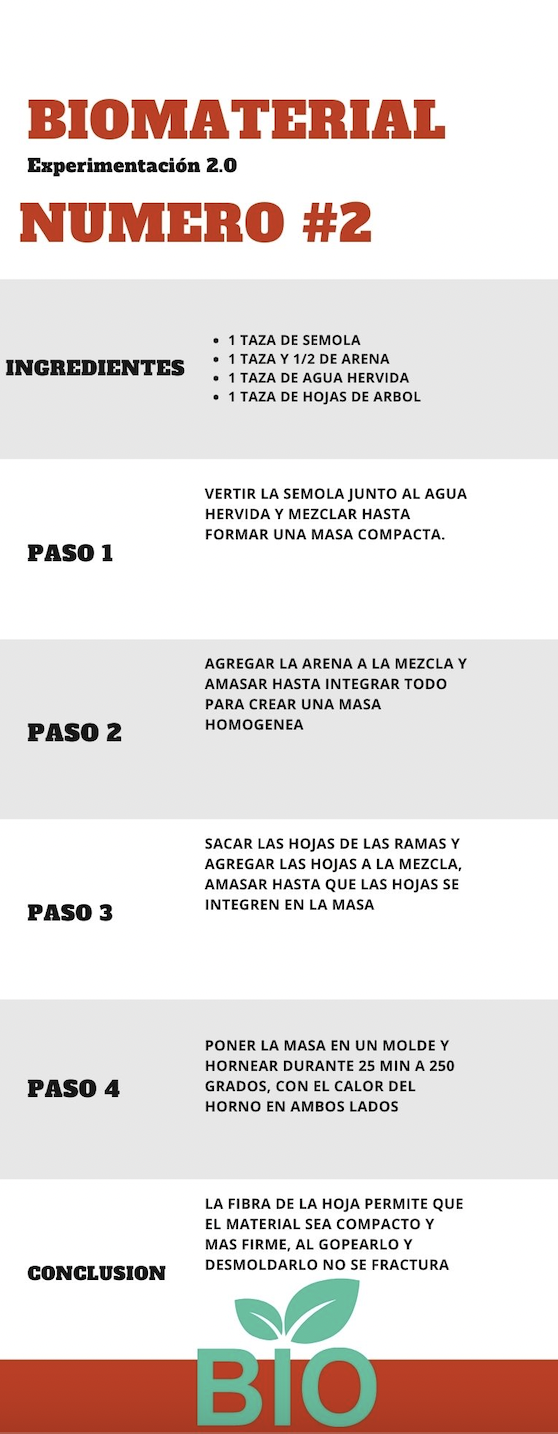 BIOMATERIAL
Experimentación 2.0
NUMERO #2
INGREDIENTES
• 1 TAZA DE SEMOLA
• 1 TAZA Y 1/2 DE ARENA
• 1 TAZA DE AGUA HERVIDA
• 1 TAZA DE HOJAS DE ARBOL
PASO 1
VERTIR LA SEMOLA JUNTO AL AGUA
HERVIDA Y MEZCLAR HASTA
FORMAR UNA MASA COMPACTA.
PASO 2
AGREGAR LA ARENA A LA MEZCLA Y
AMASAR HASTA INTEGRAR TODO
PARA CREAR UNA MASA
HOMOGENEA
PASO 3
SACAR LAS HOJAS DE LAS RAMAS Y
AGREGAR LAS HOJAS A LA MEZCLA,
AMASAR HASTA QUE LAS HOJAS SE
INTEGREN EN LA MASA
PASO 4
PONER LA MASA EN UN MOLDE Y
HORNEAR DURANTE 25 MIN A 250
GRADOS, CON EL CALOR DEL
HORNO EN AMBOS LADOS
CONCLUSION
LA FIBRA DE LA HOJA PERMITE QUE
EL MATERIAL SEA COMPACTO Y
MAS FIRME, AL GOPEARLO Y
DESMOLDARLO NO SE FRACTURA
BIO